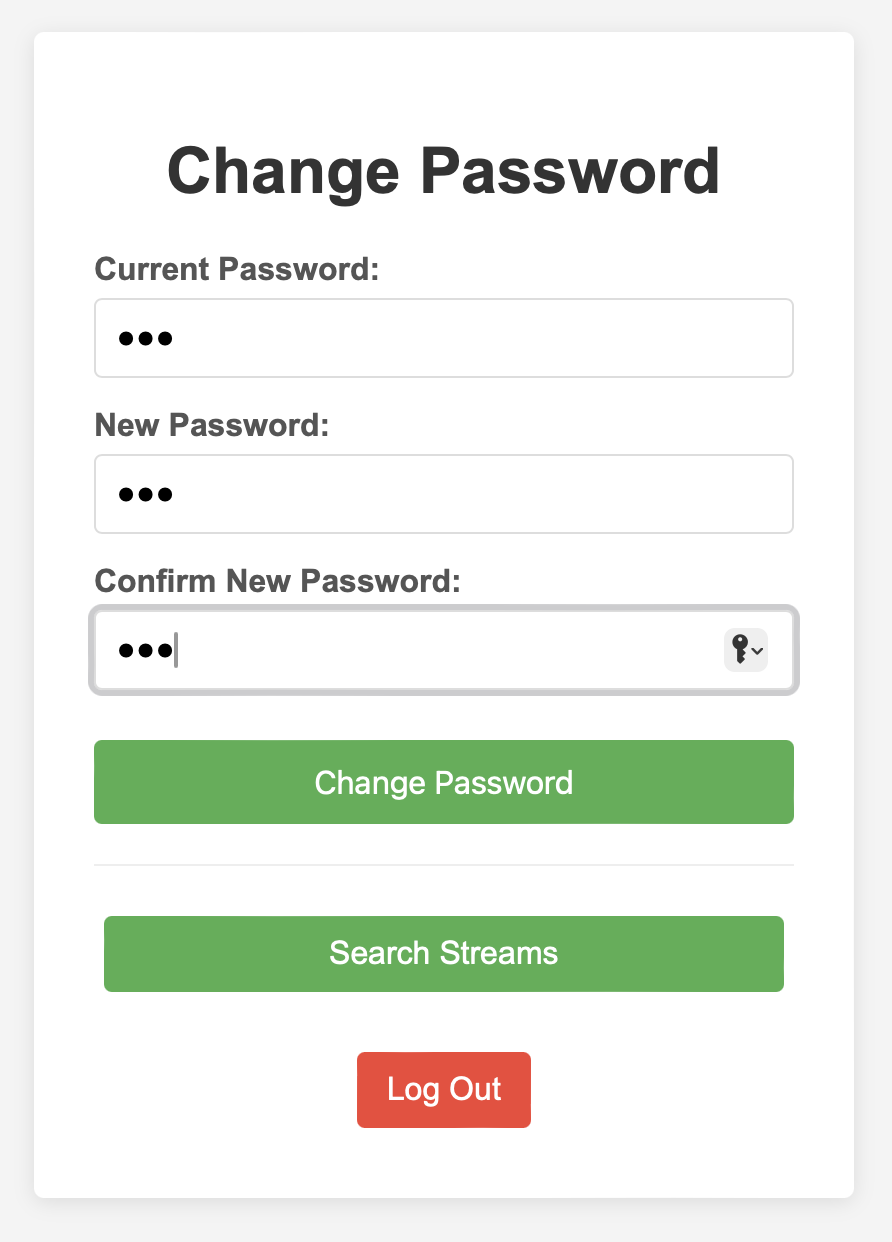 Change Password
Current Password:
•••
New Password:
•••
Confirm New Password:
•••
Change Password
Search Streams
Log Out